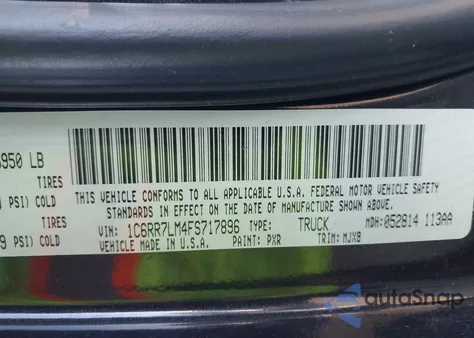 950 LB
TIRES
PSI) COLD
TIRES
PSI) COLD
THIS VEHICLE CONFORMS TO ALL APPLICABLE U.S.A. FEDERAL MOTOR VEHICLE SAFETY
STANDARDS IN EFFECT ON THE DATE OF MANUFACTURE SHOWN ABOVE.
VIN: 1C6RR7LM4FS717896 TYPE: TRUCK MDH: 052814 113AA
MADE IN U.S.A. PAINT: PXR TRIM: MJX8
autoSnap